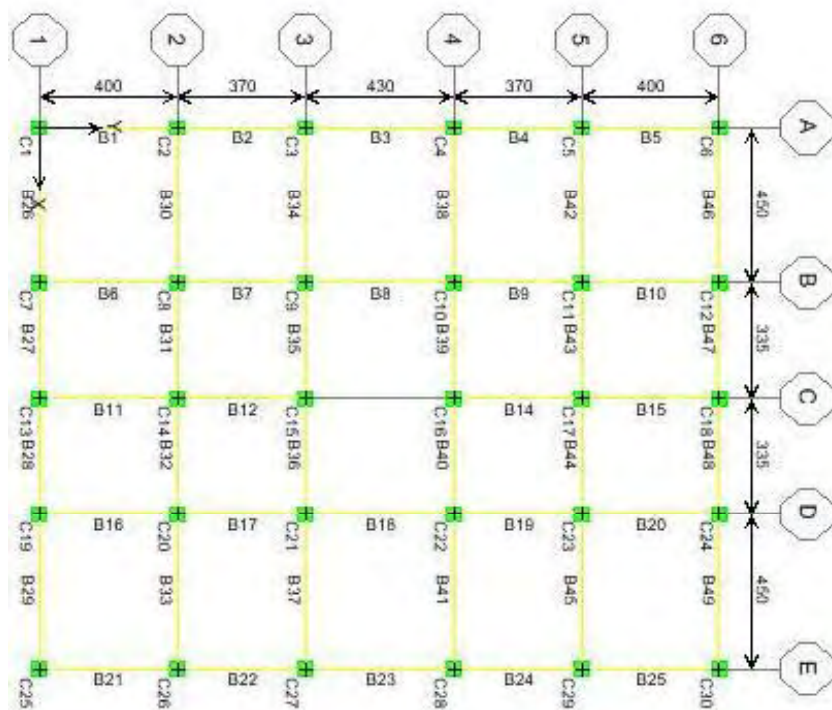 1 2 3 4 5 6
400 370 430 370 400
A
C1 B1 Y C2 B2 C3 B3 C4 B4 C5 B5 C6
X
B26 B30 B34 B38 B42 B46 450
B
C7 B6 C8 B7 C9 B8 C10 B9 C11 B10 C12
B27 B31 B35 B39 B43 B47 335
C
C13 B11 C14 B12 C15 C16 B14 C17 B15 C18
B28 B32 B36 B40 B44 B48 335
D
C19 B16 C20 B17 C21 B18 C22 B19 C23 B20 C24
B29 B33 B37 B41 B45 B49 450
E
C25 B21 C26 B22 C27 B23 C28 B24 C29 B25 C30